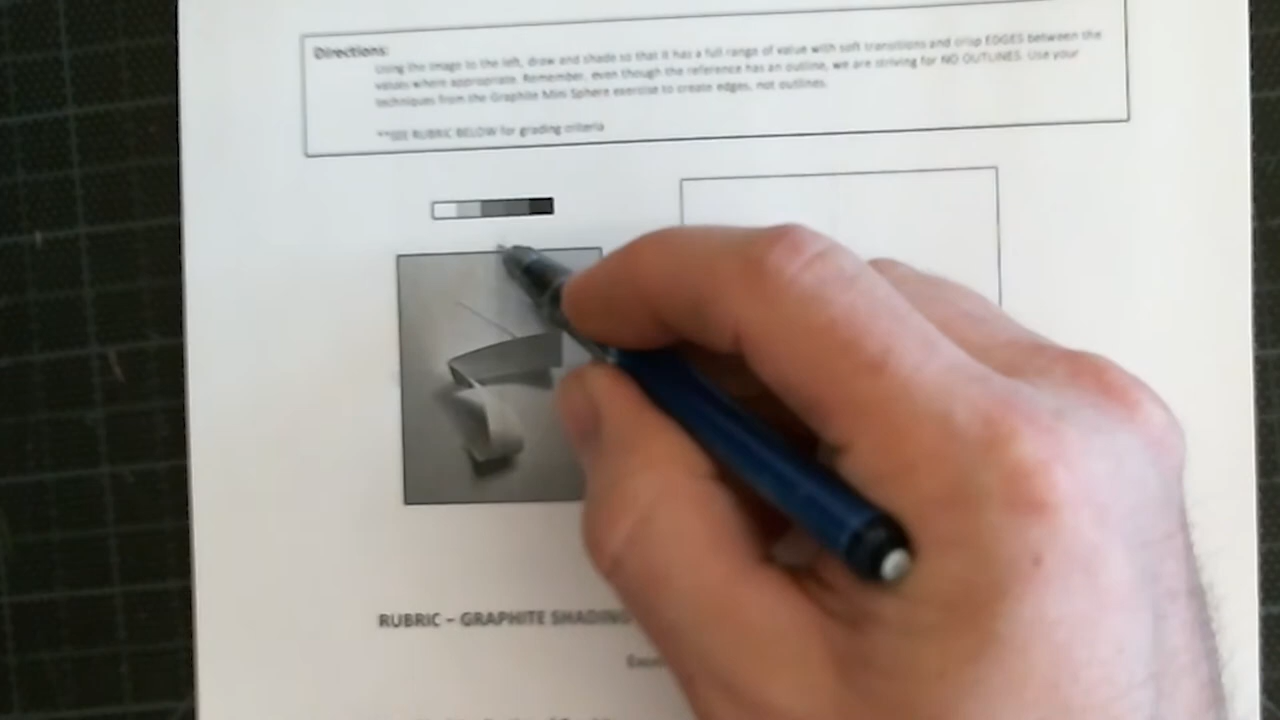 Directions:
Using the image to the left, draw and shade so that it has a full range of value with soft transitions and crisp EDGES between the
values where appropriate. Remember, even though the reference has an outline, we are striving for NO OUTLINES. Use your
techniques from the Graphite Mini Sphere exercise to create edges, not outlines.
**SEE RUBRIC BELOW for grading criteria
RUBRIC – GRAPHITE SHADING